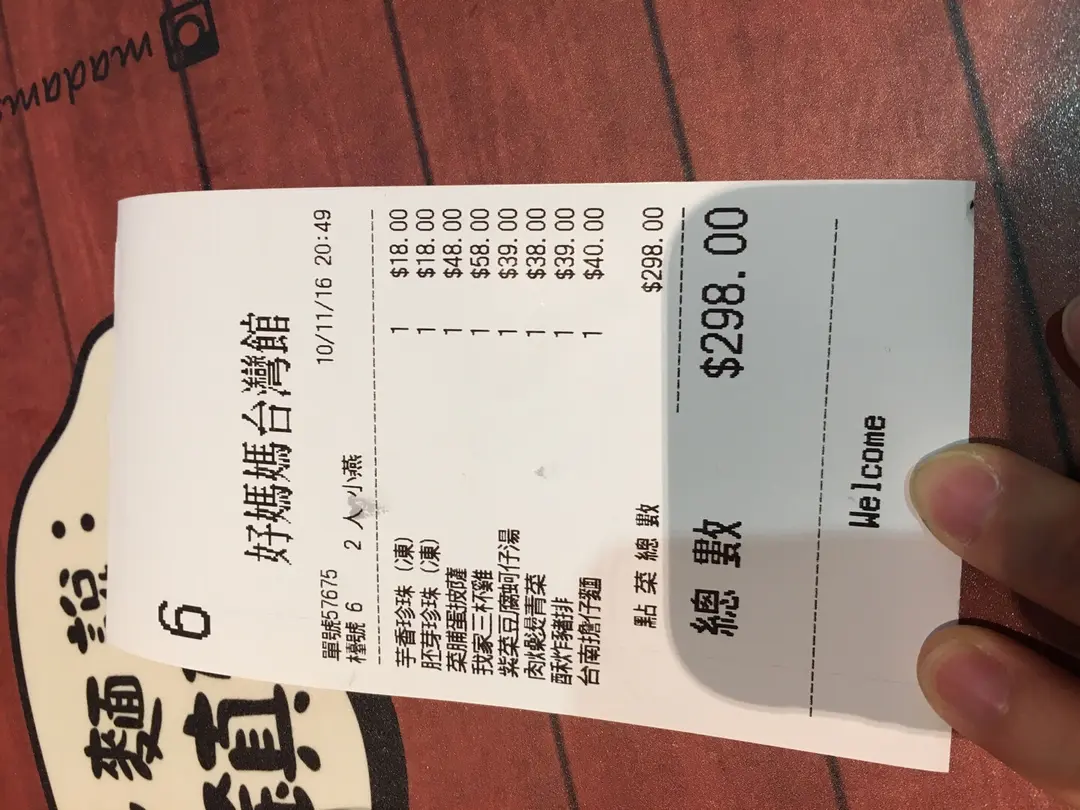 6
好媽媽台灣館
單號57675 10/11/16 20:49
檯號 6 2 人 小燕
芋香珍珠 (凍) 1 $18.00
胚芽珍珠 (凍) 1 $18.00
菜脯蛋披薩 1 $48.00
我家三杯雞 1 $58.00
紫菜豆腐蚵仔湯 1 $39.00
肉燥燙青菜 1 $38.00
酥炸豬排 1 $39.00
台南擔仔麵 1 $40.00
點 菜 總 數 $298.00
總 數 $298.00
Welcome
麵
madam